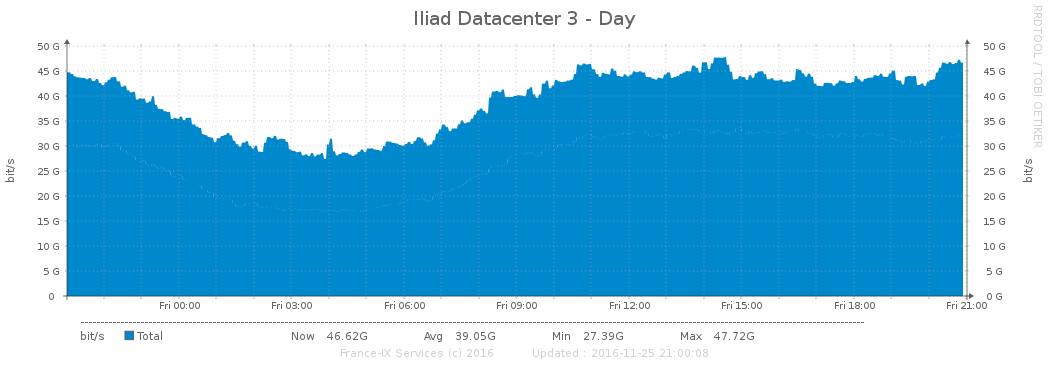 Iliad Datacenter 3 - Day
RRDTOOL / TOBI OETIKER
50 G 50 G
45 G 45 G
40 G 40 G
35 G 35 G
30 G 30 G
25 G 25 G
20 G 20 G
15 G 15 G
10 G 10 G
5 G 5 G
0 0 G
bit/s bit/s
Fri 00:00 Fri 03:00 Fri 06:00 Fri 09:00 Fri 12:00 Fri 15:00 Fri 18:00 Fri 21:00
bit/s Total Now 46.62G Avg 39.05G Min 27.39G Max 47.72G
France-IX Services (c) 2016 Updated : 2016-11-25 21:00:08